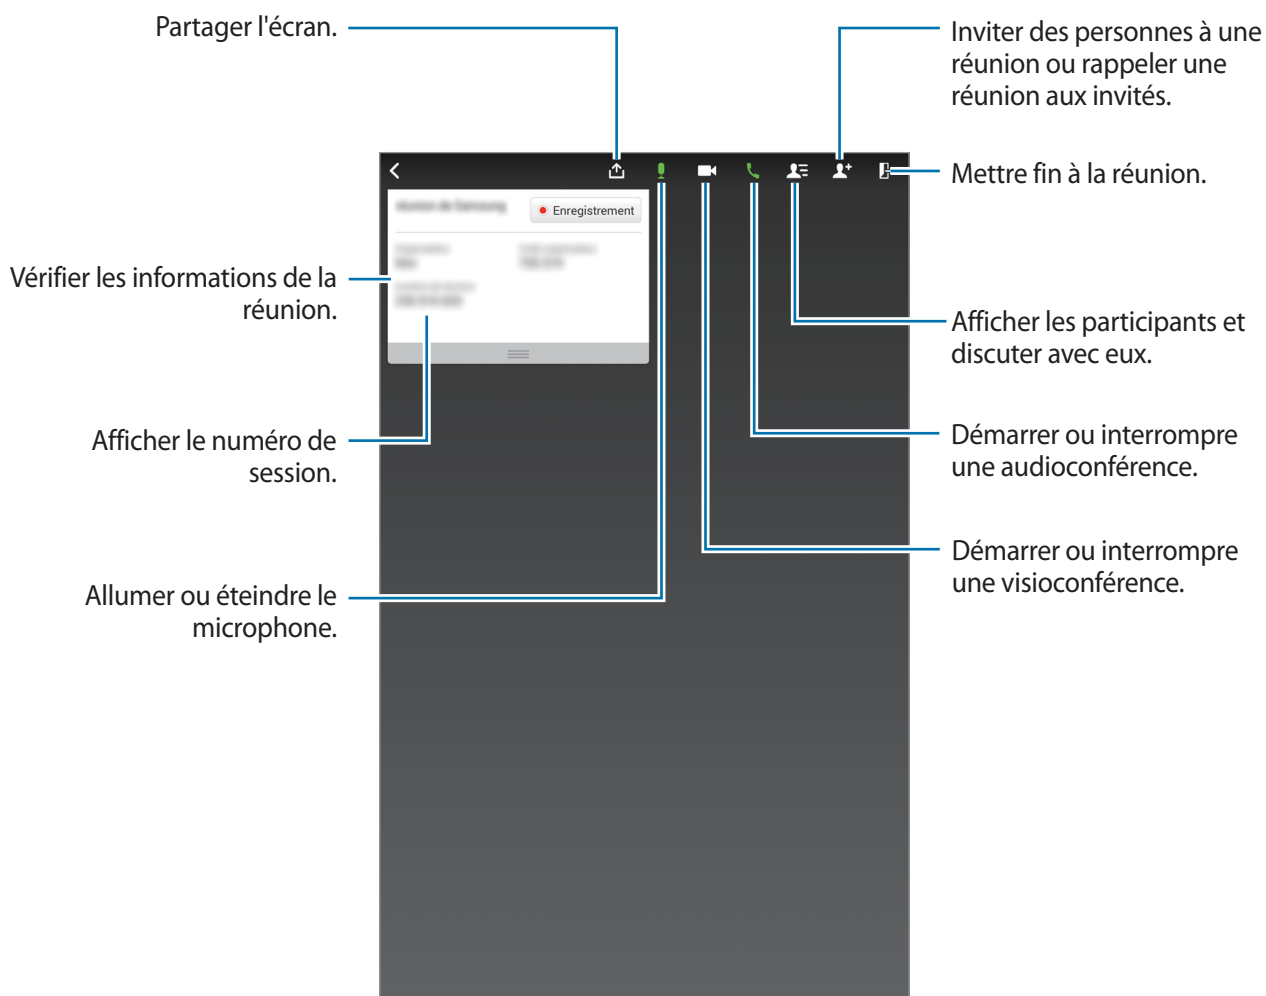 Partager l'écran.
Inviter des personnes à une
réunion ou rappeler une
réunion aux invités.
Mettre fin à la réunion.
Enregistrement
Vérifier les informations de la
réunion.
Afficher les participants et
discuter avec eux.
Afficher le numéro de
session.
Démarrer ou interrompre
une audioconférence.
Démarrer ou interrompre
une visioconférence.
Allumer ou éteindre le
microphone.